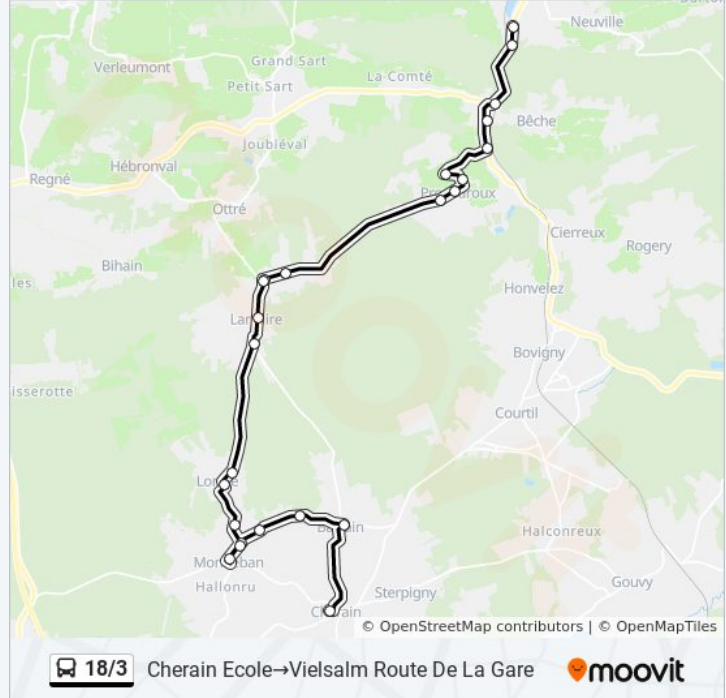 Neuville
Verleumont
Grand Sart
Petit Sart
La Comté
Bêche
Joubiéval
Hébronval
Regné
Ottré
Cierreux
Rogery
Bihain
Honvelez
Bovigny
isserotte
Courtil
Halconreux
Hallonru
Gouvy
Sterpigny
© OpenStreetMap contributors | © OpenMapTiles
18/3 Cherain Ecole→Vielsalm Route De La Gare
moovit